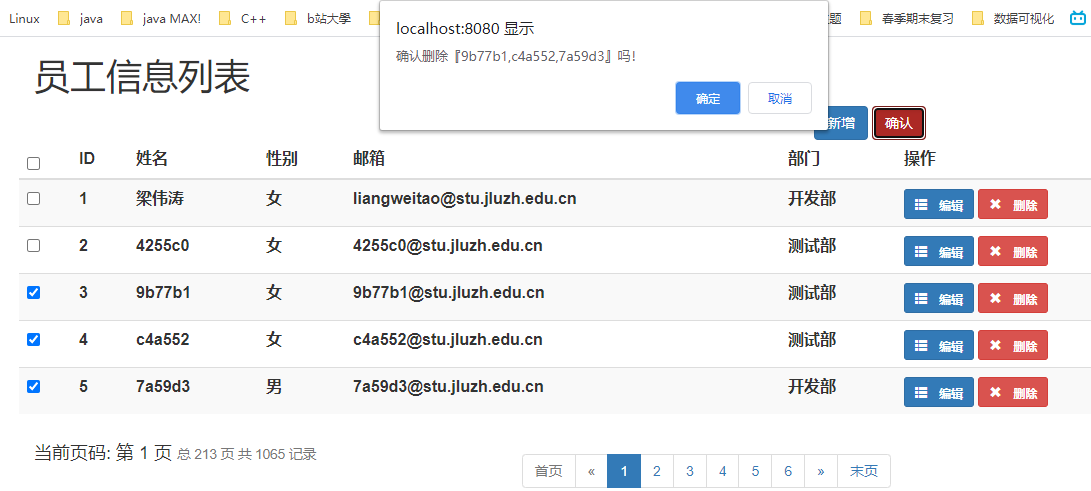 Linux java java MAX! C++ b站大學 题 春季期末复习 数据可视化
localhost:8080 显示
确认删除『9b77b1,c4a552,7a59d3』吗!
确定 取消
员工信息列表
新增 确认
ID 姓名 性别 邮箱 部门 操作
1 梁伟涛 女 liangweitao@stu.jluzh.edu.cn 开发部 编辑 删除
2 4255c0 女 4255c0@stu.jluzh.edu.cn 测试部 编辑 删除
3 9b77b1 女 9b77b1@stu.jluzh.edu.cn 测试部 编辑 删除
4 c4a552 女 c4a552@stu.jluzh.edu.cn 测试部 编辑 删除
5 7a59d3 男 7a59d3@stu.jluzh.edu.cn 开发部 编辑 删除
当前页码: 第 1 页 总 213 页 共 1065 记录
首页 « 1 2 3 4 5 6 » 末页